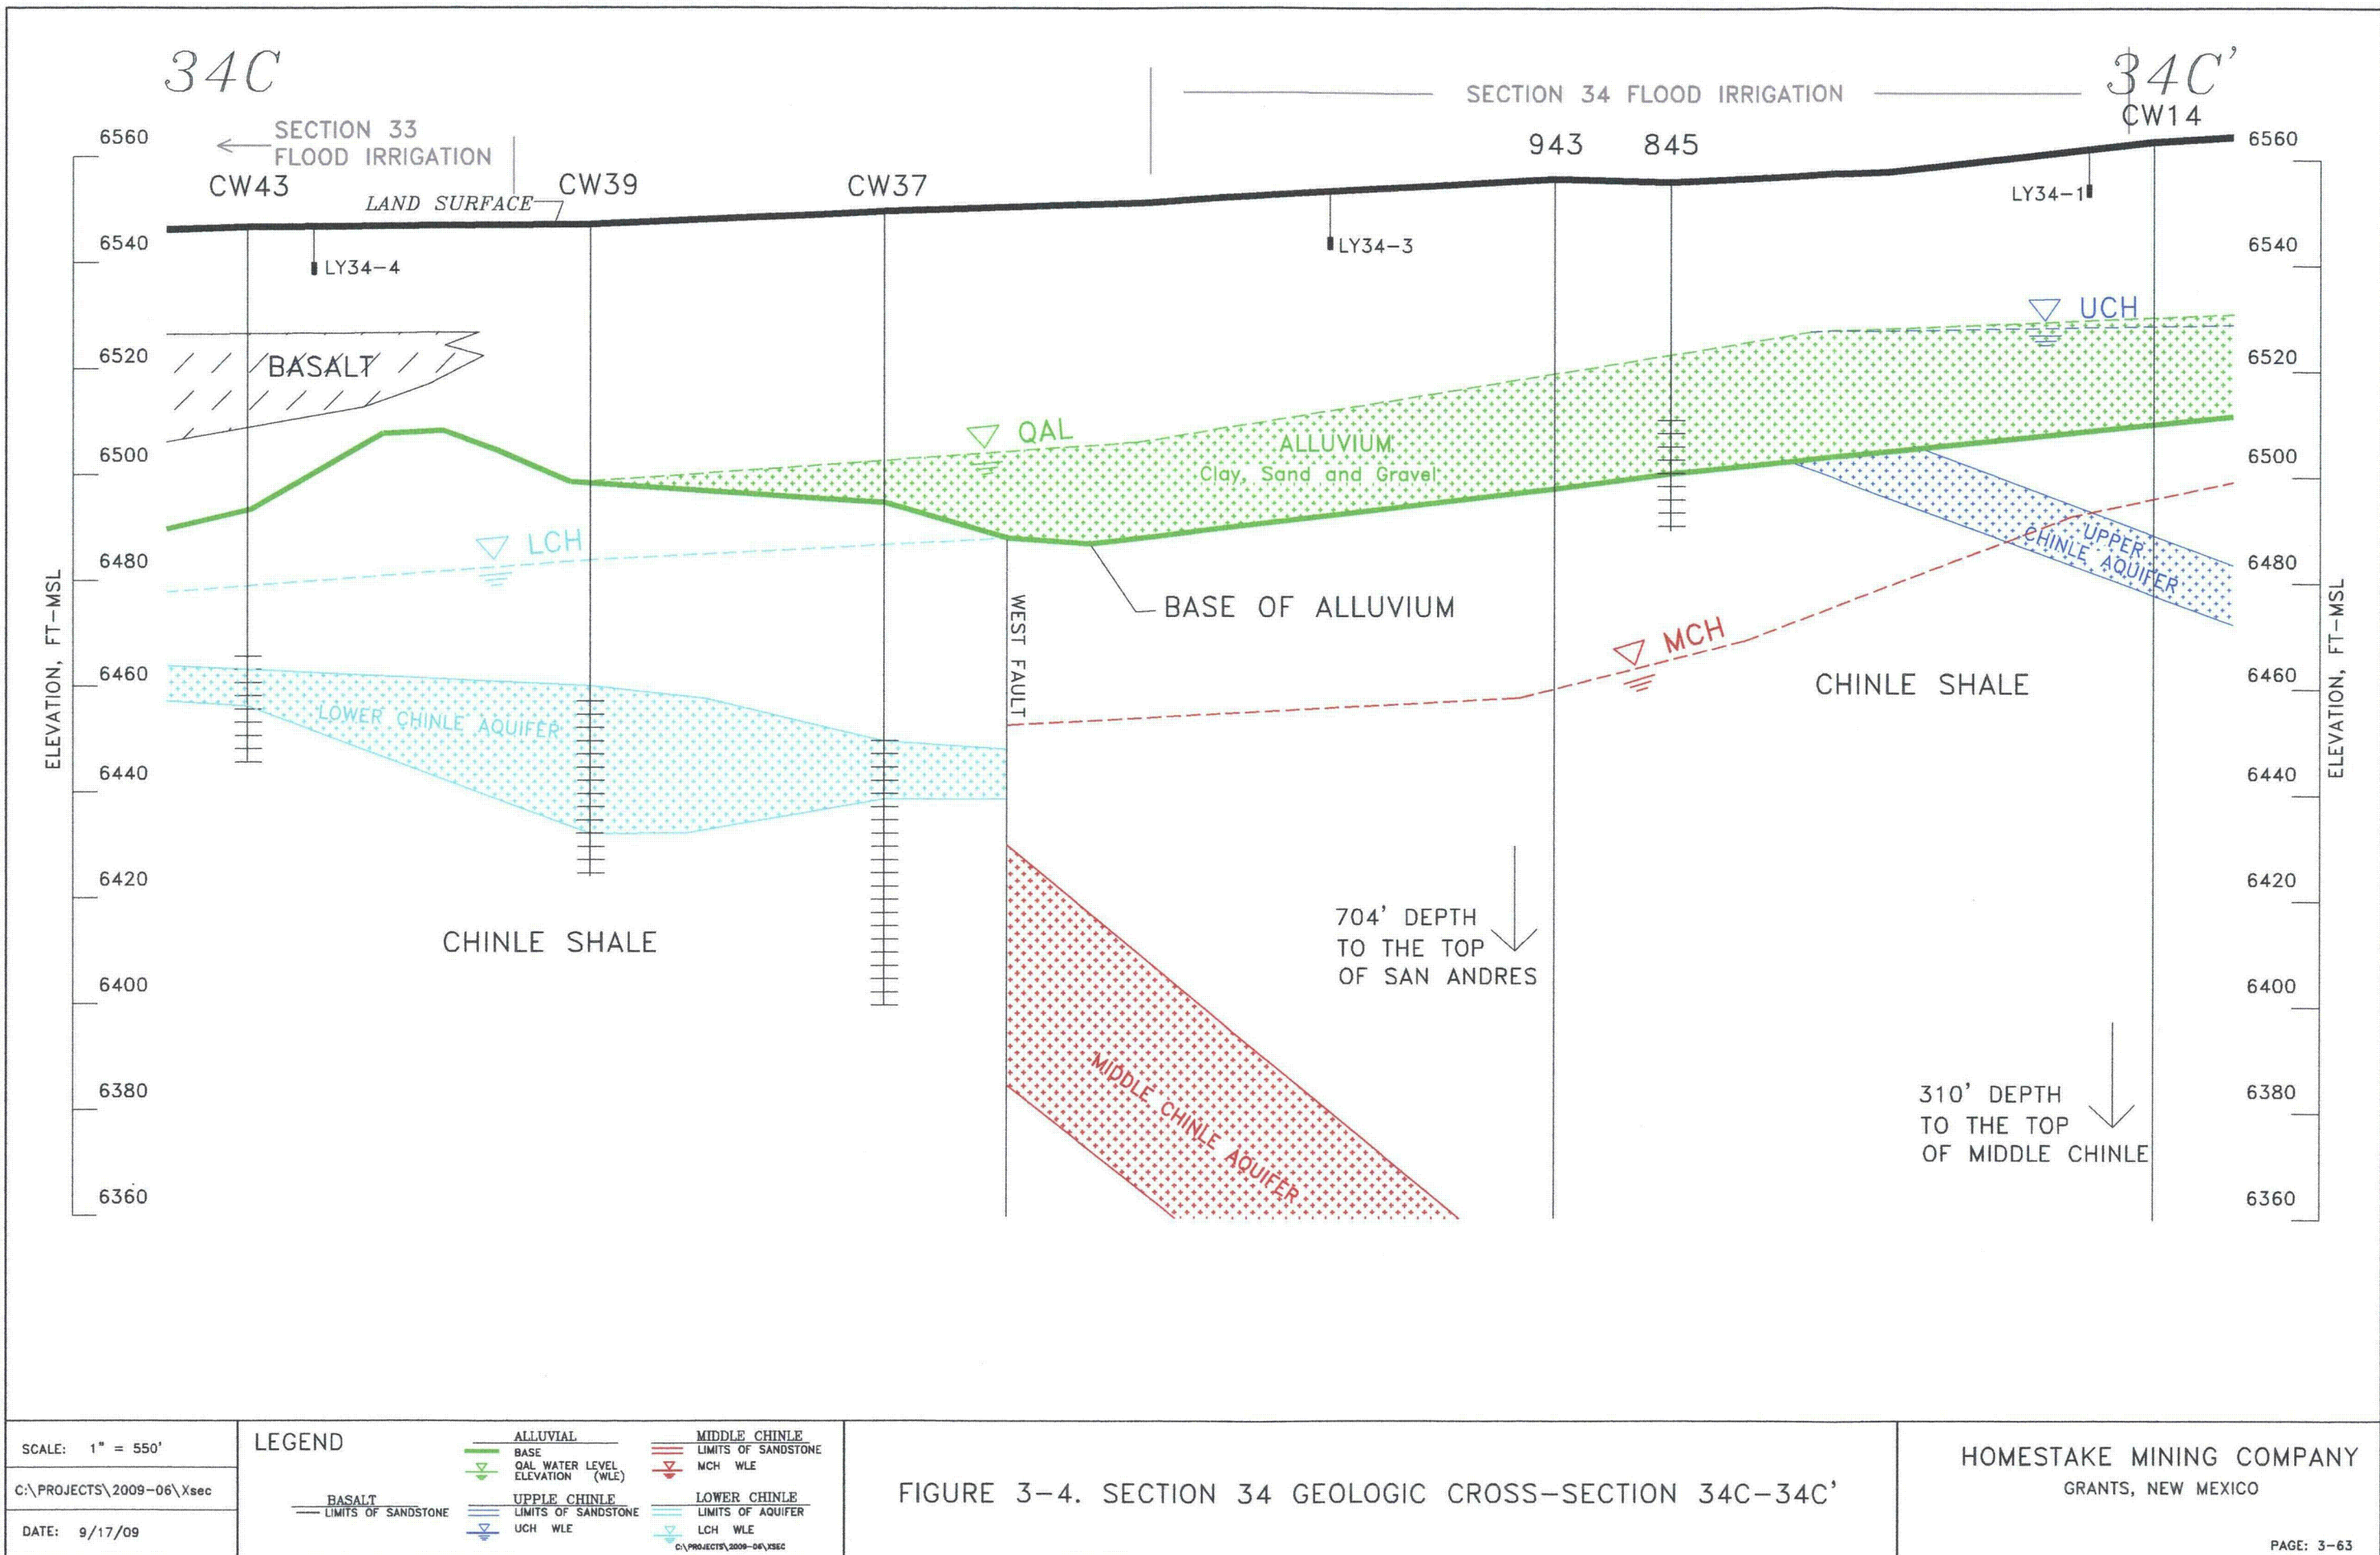 34C
34C'
SECTION 34 FLOOD IRRIGATION
CW14
SECTION 33
FLOOD IRRIGATION
943
845
CW43
CW39
CW37
LAND SURFACE
LY34-4
LY34-3
LY34-1
BASALT
QAL
UCH
ALLUVIUM
Clay, Sand and Gravel
LCH
BASE OF ALLUVIUM
UPPER
CHINLE AQUIFER
WEST FAULT
MCH
CHINLE SHALE
LOWER CHINLE AQUIFER
CHINLE SHALE
704' DEPTH
TO THE TOP
OF SAN ANDRES
MIDDLE CHINLE AQUIFER
310' DEPTH
TO THE TOP
OF MIDDLE CHINLE
ELEVATION, FT-MSL
6560
6540
6520
6500
6480
6460
6440
6420
6400
6380
6360
ELEVATION, FT-MSL
6560
6540
6520
6500
6480
6460
6440
6420
6400
6380
6360
SCALE: 1" = 550'
C:\PROJECTS\2009-06\Xsec
DATE: 9/17/09
LEGEND
BASALT
LIMITS OF SANDSTONE
ALLUVIAL
BASE
QAL WATER LEVEL
ELEVATION (WLE)
UPPLE CHINLE
LIMITS OF SANDSTONE
UCH WLE
MIDDLE CHINLE
LIMITS OF SANDSTONE
MCH WLE
LOWER CHINLE
LIMITS OF AQUIFER
LCH WLE
C:\PROJECTS\2009-06\XSEC
FIGURE 3-4. SECTION 34 GEOLOGIC CROSS-SECTION 34C-34C'
HOMESTAKE MINING COMPANY
GRANTS, NEW MEXICO
PAGE: 3-63